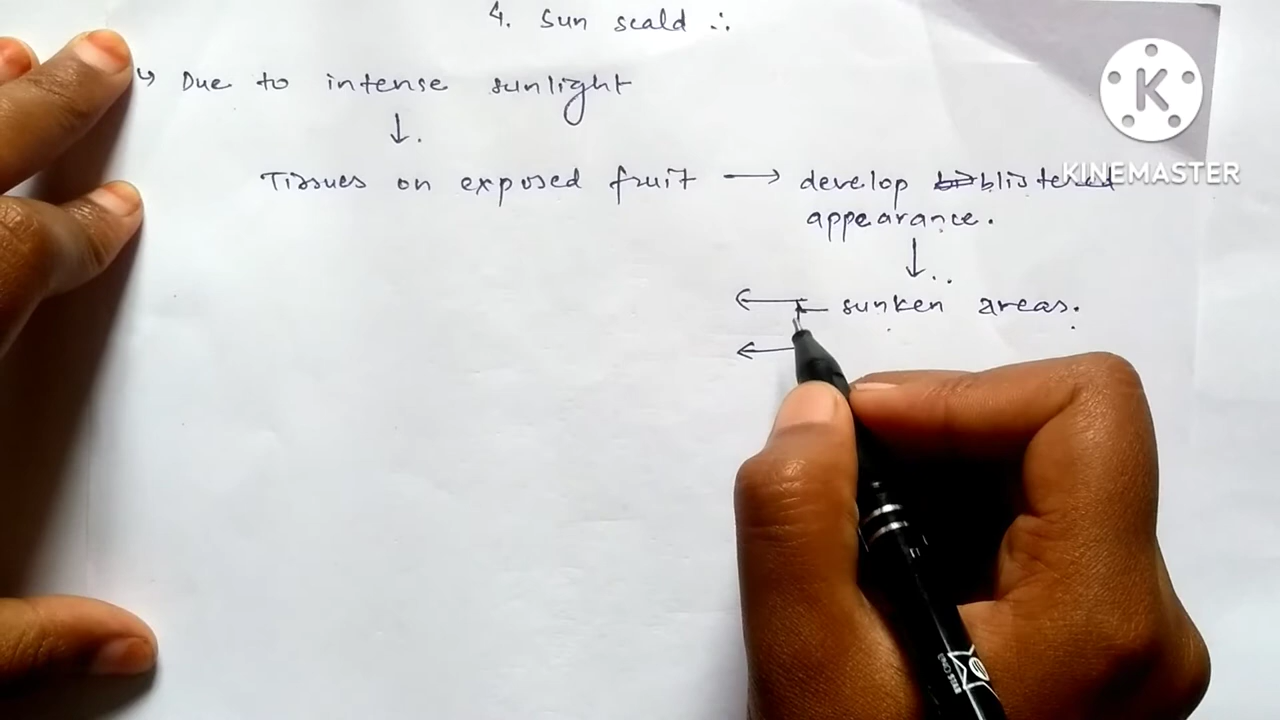 4. Sun scald ∴
↳ Due to intense sunlight
↓.
Tissues on exposed fruit → develop blistered
appearance.
↓
← sunken areas.
←
K
KINEMASTER